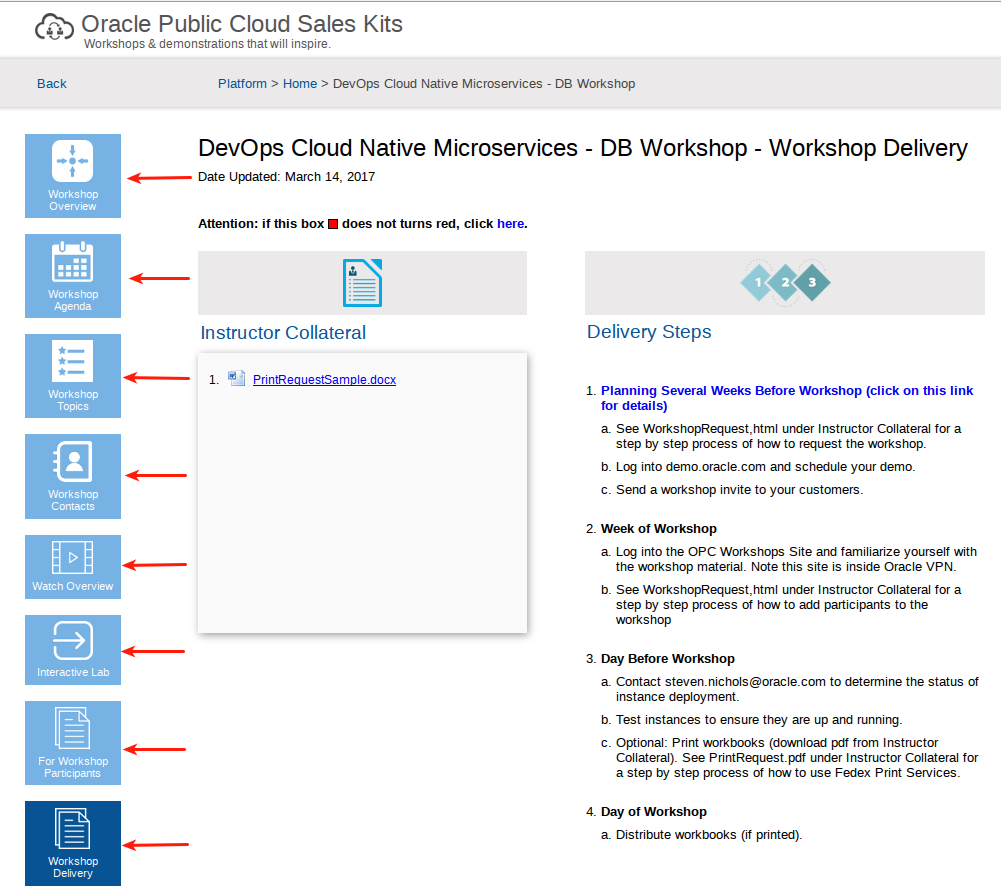 Oracle Public Cloud Sales Kits
Workshops & demonstrations that will inspire.
Back
Platform > Home > DevOps Cloud Native Microservices - DB Workshop
Workshop
Overview
Workshop
Agenda
Workshop
Topics
Workshop
Contacts
Watch Overview
Interactive Lab
For Workshop
Participants
Workshop
Delivery
DevOps Cloud Native Microservices - DB Workshop - Workshop Delivery
Date Updated: March 14, 2017
Attention: if this box does not turns red, click here.
Instructor Collateral
1. PrintRequestSample.docx
1 2 3
Delivery Steps
1. Planning Several Weeks Before Workshop (click on this link
for details)
a. See WorkshopRequest,html under Instructor Collateral for a
step by step process of how to request the workshop.
b. Log into demo.oracle.com and schedule your demo.
c. Send a workshop invite to your customers.
2. Week of Workshop
a. Log into the OPC Workshops Site and familiarize yourself with
the workshop material. Note this site is inside Oracle VPN.
b. See WorkshopRequest,html under Instructor Collateral for a
step by step process of how to add participants to the
workshop
3. Day Before Workshop
a. Contact steven.nichols@oracle.com to determine the status of
instance deployment.
b. Test instances to ensure they are up and running.
c. Optional: Print workbooks (download pdf from Instructor
Collateral). See PrintRequest.pdf under Instructor Collateral for
a step by step process of how to use Fedex Print Services.
4. Day of Workshop
a. Distribute workbooks (if printed).